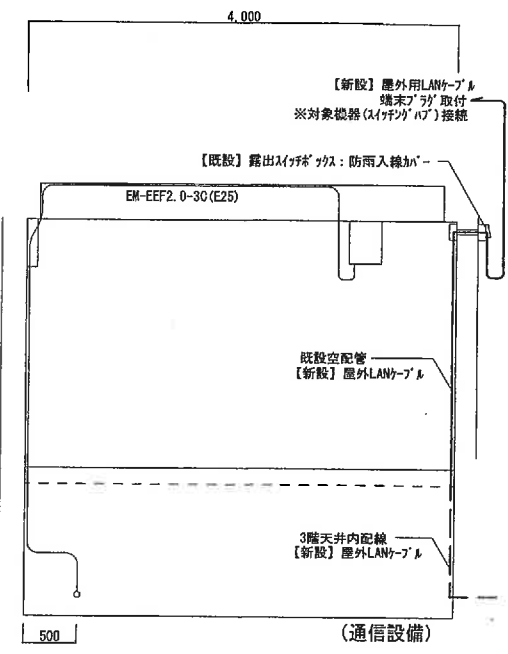 4,000
【新設】屋外用LANｹｰﾌﾞﾙ
端末ﾌﾟﾗｸﾞ取付
※対象機器(ｽｲｯﾁﾝｸﾞﾊﾌﾞ)接続
【既設】露出ｽｲｯﾁﾎﾞｯｸｽ：防雨入線ｶﾊﾞｰ
EM-EEF2.0-3C(E25)
既設空配管
【新設】屋外LANｹｰﾌﾞﾙ
3階天井内配線
【新設】屋外LANｹｰﾌﾞﾙ
500
(通信設備)